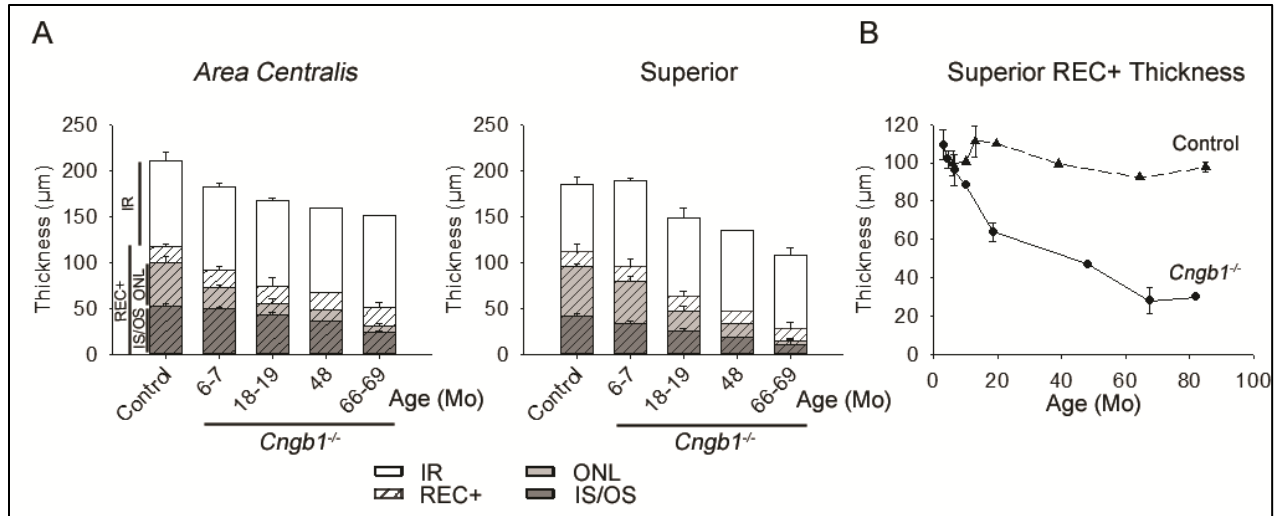 A
Area Centralis
Superior
B
Superior REC+ Thickness
Thickness (µm)
250
200
150
100
50
0
IR
REC+
ONL
IS/OS
Control
6-7
18-19
48
66-69
Age (Mo)
Cngb1-/-
Thickness (µm)
250
200
150
100
50
0
Control
6-7
18-19
48
66-69
Age (Mo)
Cngb1-/-
Thickness (µm)
120
100
80
60
40
20
0
Control
Cngb1-/-
0 20 40 60 80 100
Age (Mo)
IR
ONL
REC+
IS/OS